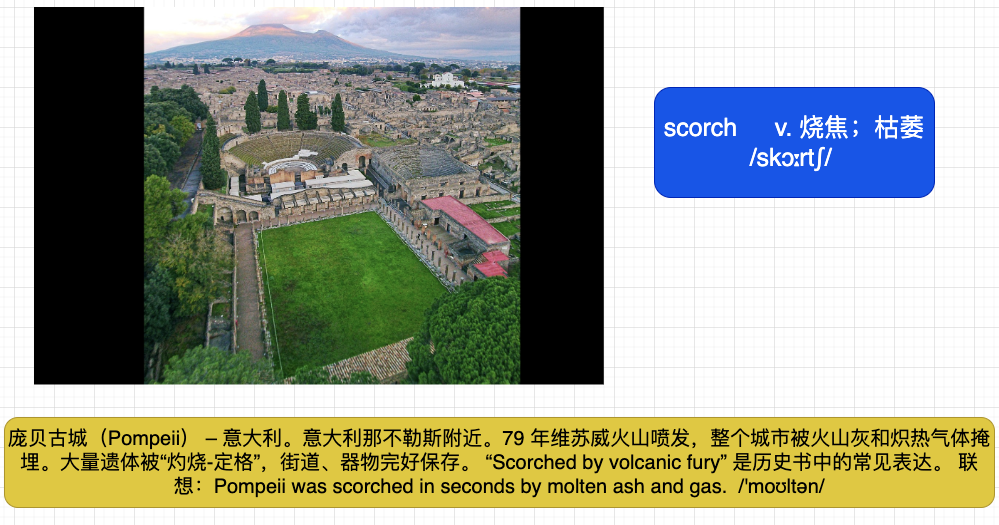 scorch v. 烧焦；枯萎
/skɔːrtʃ/
庞贝古城（Pompeii） – 意大利。意大利那不勒斯附近。79 年维苏威火山喷发，整个城市被火山灰和炽热气体掩
埋。大量遗体被“灼烧-定格”，街道、器物完好保存。 “Scorched by volcanic fury” 是历史书中的常见表达。 联
想：Pompeii was scorched in seconds by molten ash and gas. /ˈmoʊltən/